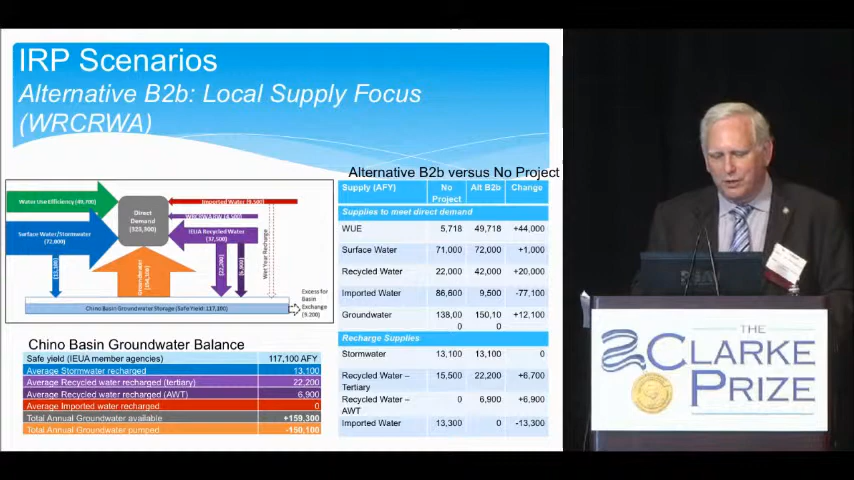 IRP Scenarios
Alternative B2b: Local Supply Focus
(WRCRWA)
Water Use Efficiency (49,700)
Surface Water/Stormwater
(72,000)
Direct
Demand
Imported Water (9,500)
IEUA Recycled Water
(37,500)
Wet Year Recharge
(13,100)
(22,200)
(6,900)
Groundwater
Chino Basin Groundwater Storage (Safe Yield: 117,100)
Excess for
Basin
Exchange
(9,200)
Chino Basin Groundwater Balance
Safe yield (IEUA member agencies) 117,100 AFY
Average Stormwater recharged 13,100
Average Recycled water recharged (tertiary) 22,200
Average Recycled water recharged (AWT) 6,900
Average Imported water recharged 0
Total Annual Groundwater available +159,300
Total Annual Groundwater pumped -150,100
Alternative B2b versus No Project
Supply (AFY) No Project Alt B2b Change
Supplies to meet direct demand
WUE 5,718 49,718 +44,000
Surface Water 71,000 72,000 +1,000
Recycled Water 22,000 42,000 +20,000
Imported Water 86,600 9,500 -77,100
Groundwater 138,000 150,100 +12,100
Recharge Supplies
Stormwater 13,100 13,100 0
Recycled Water – Tertiary 15,500 22,200 +6,700
Recycled Water – AWT 0 6,900 +6,900
Imported Water 13,300 0 -13,300
THE
CLARKE
PRIZE